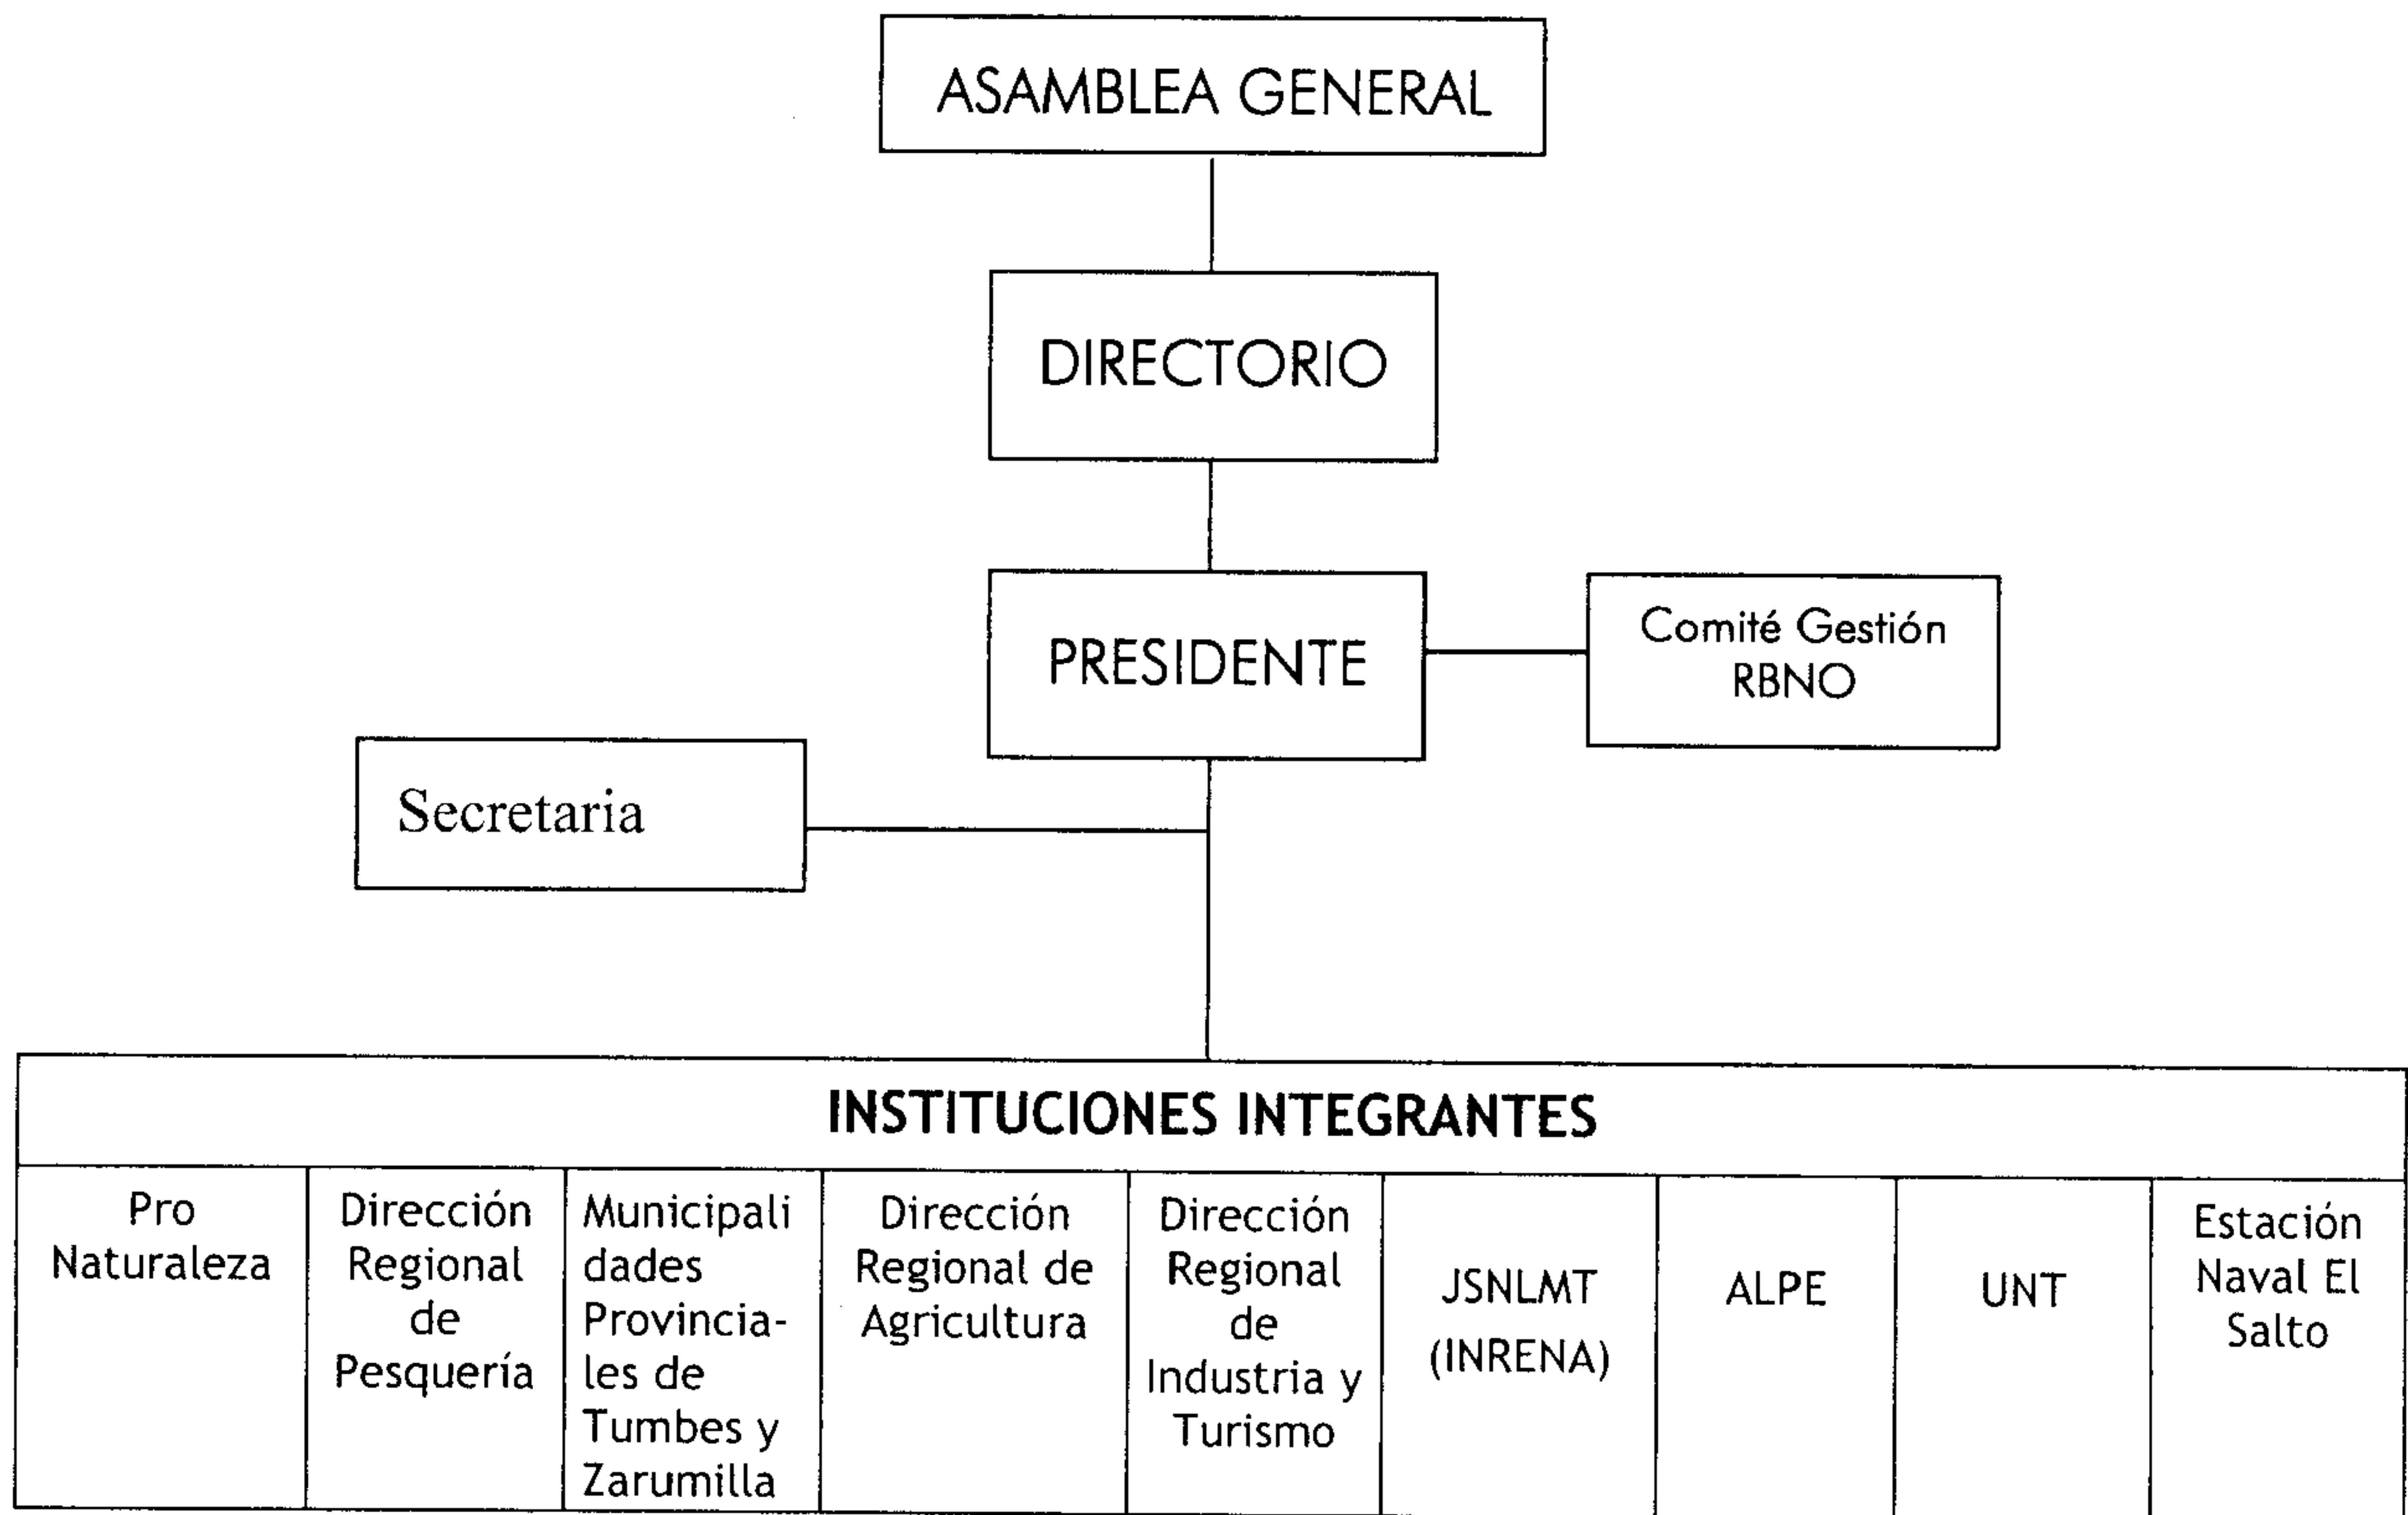 ASAMBLEA GENERAL
DIRECTORIO
PRESIDENTE
Comité Gestión
RBNO
Secretaria
INSTITUCIONES INTEGRANTES
Pro
Naturaleza
Dirección
Regional
de
Pesquería
Municipali
dades
Provincia-
les de
Tumbes y
Zarumilla
Dirección
Regional de
Agricultura
Dirección
Regional
de
Industria y
Turismo
JSNLMT
(INRENA)
ALPE
UNT
Estación
Naval El
Salto